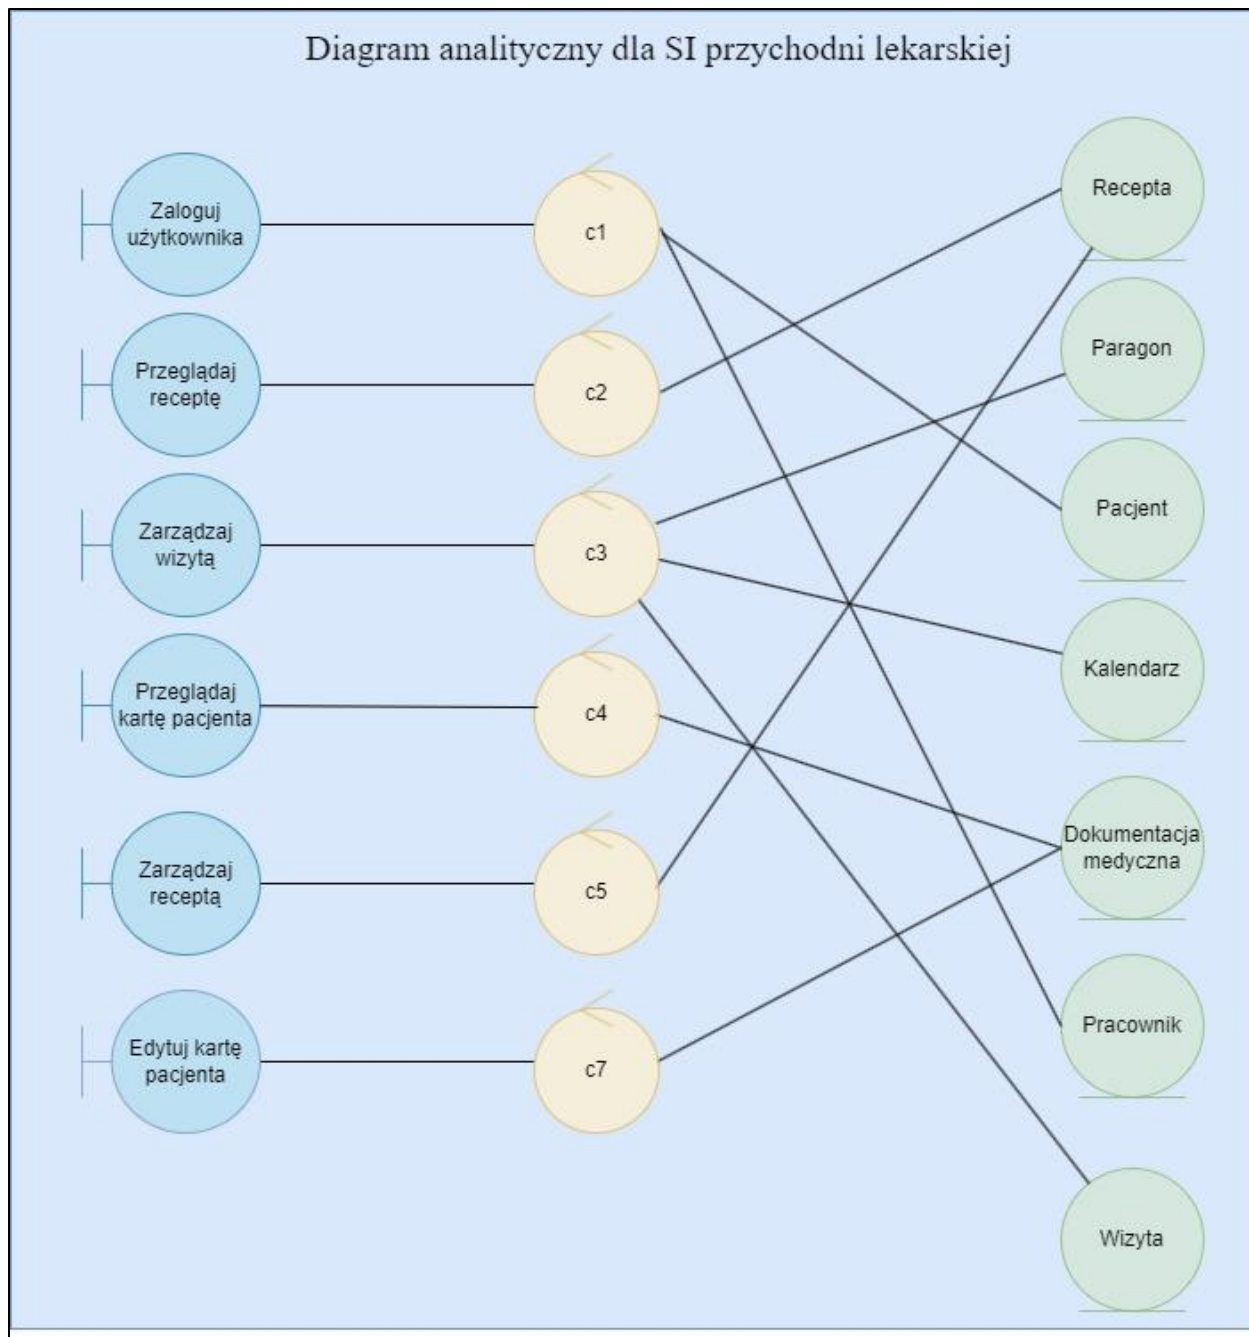 Diagram analityczny dla SI przychodni lekarskiej
Zaloguj
użytkownika
c1
Recepta
Przeglądaj
receptę
c2
Paragon
Zarządzaj
wizytą
c3
Pacjent
Przeglądaj
kartę pacjenta
c4
Kalendarz
Zarządzaj
receptą
c5
Dokumentacja
medyczna
Edytuj kartę
pacjenta
c7
Pracownik
Wizyta